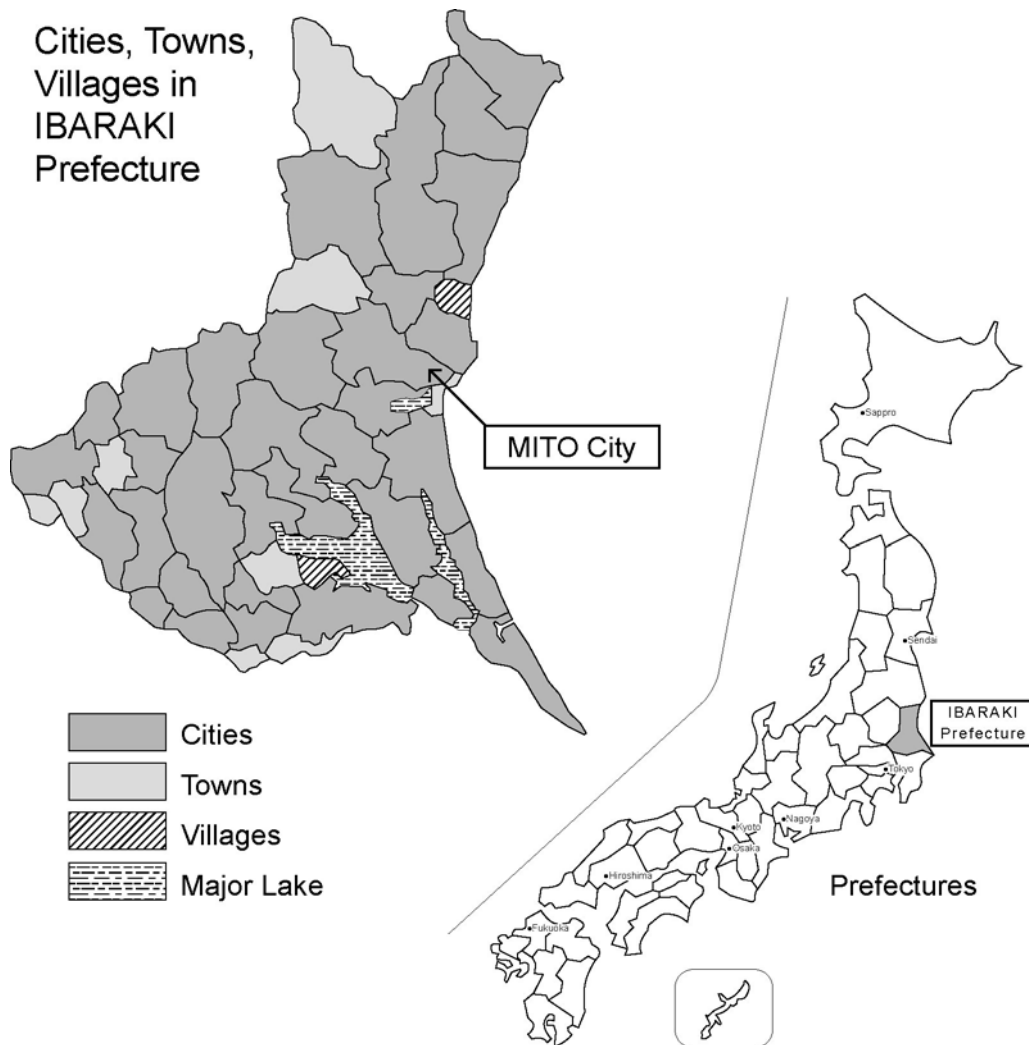 Cities, Towns,
Villages in
IBARAKI
Prefecture
MITO City
Cities
Towns
Villages
Major Lake
Sappro
Sendai
IBARAKI
Prefecture
Tokyo
Nagoya
Kyoto
Osaka
Hiroshima
Fukuoka
Prefectures